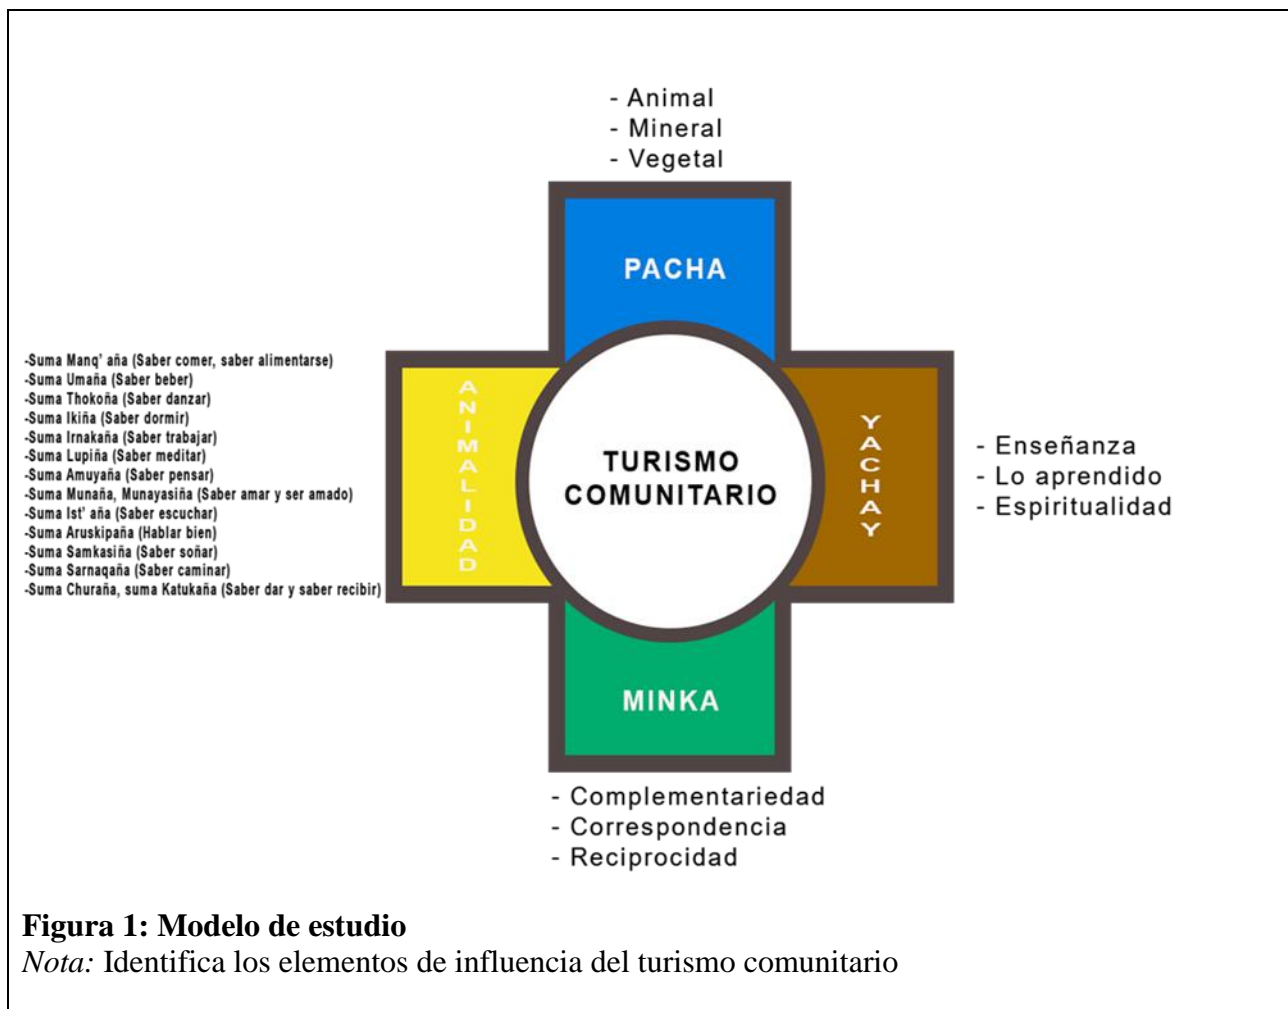 - Animal
- Mineral
- Vegetal
PACHA
-Suma Manq' aña (Saber comer, saber alimentarse)
-Suma Umaña (Saber beber)
-Suma Thokoña (Saber danzar)
-Suma Ikiña (Saber dormir)
-Suma Irnakaña (Saber trabajar)
-Suma Lupiña (Saber meditar)
-Suma Amuyaña (Saber pensar)
-Suma Munaña, Munayasiña (Saber amar y ser amado)
-Suma Ist' aña (Saber escuchar)
-Suma Aruskipaña (Hablar bien)
-Suma Samkasiña (Saber soñar)
-Suma Sarnaqaña (Saber caminar)
-Suma Churaña, suma Katukaña (Saber dar y saber recibir)
ANIMALIDAD
TURISMO
COMUNITARIO
YACHAY
- Enseñanza
- Lo aprendido
- Espiritualidad
MINKA
- Complementariedad
- Correspondencia
- Reciprocidad
Figura 1: Modelo de estudio
Nota: Identifica los elementos de influencia del turismo comunitario